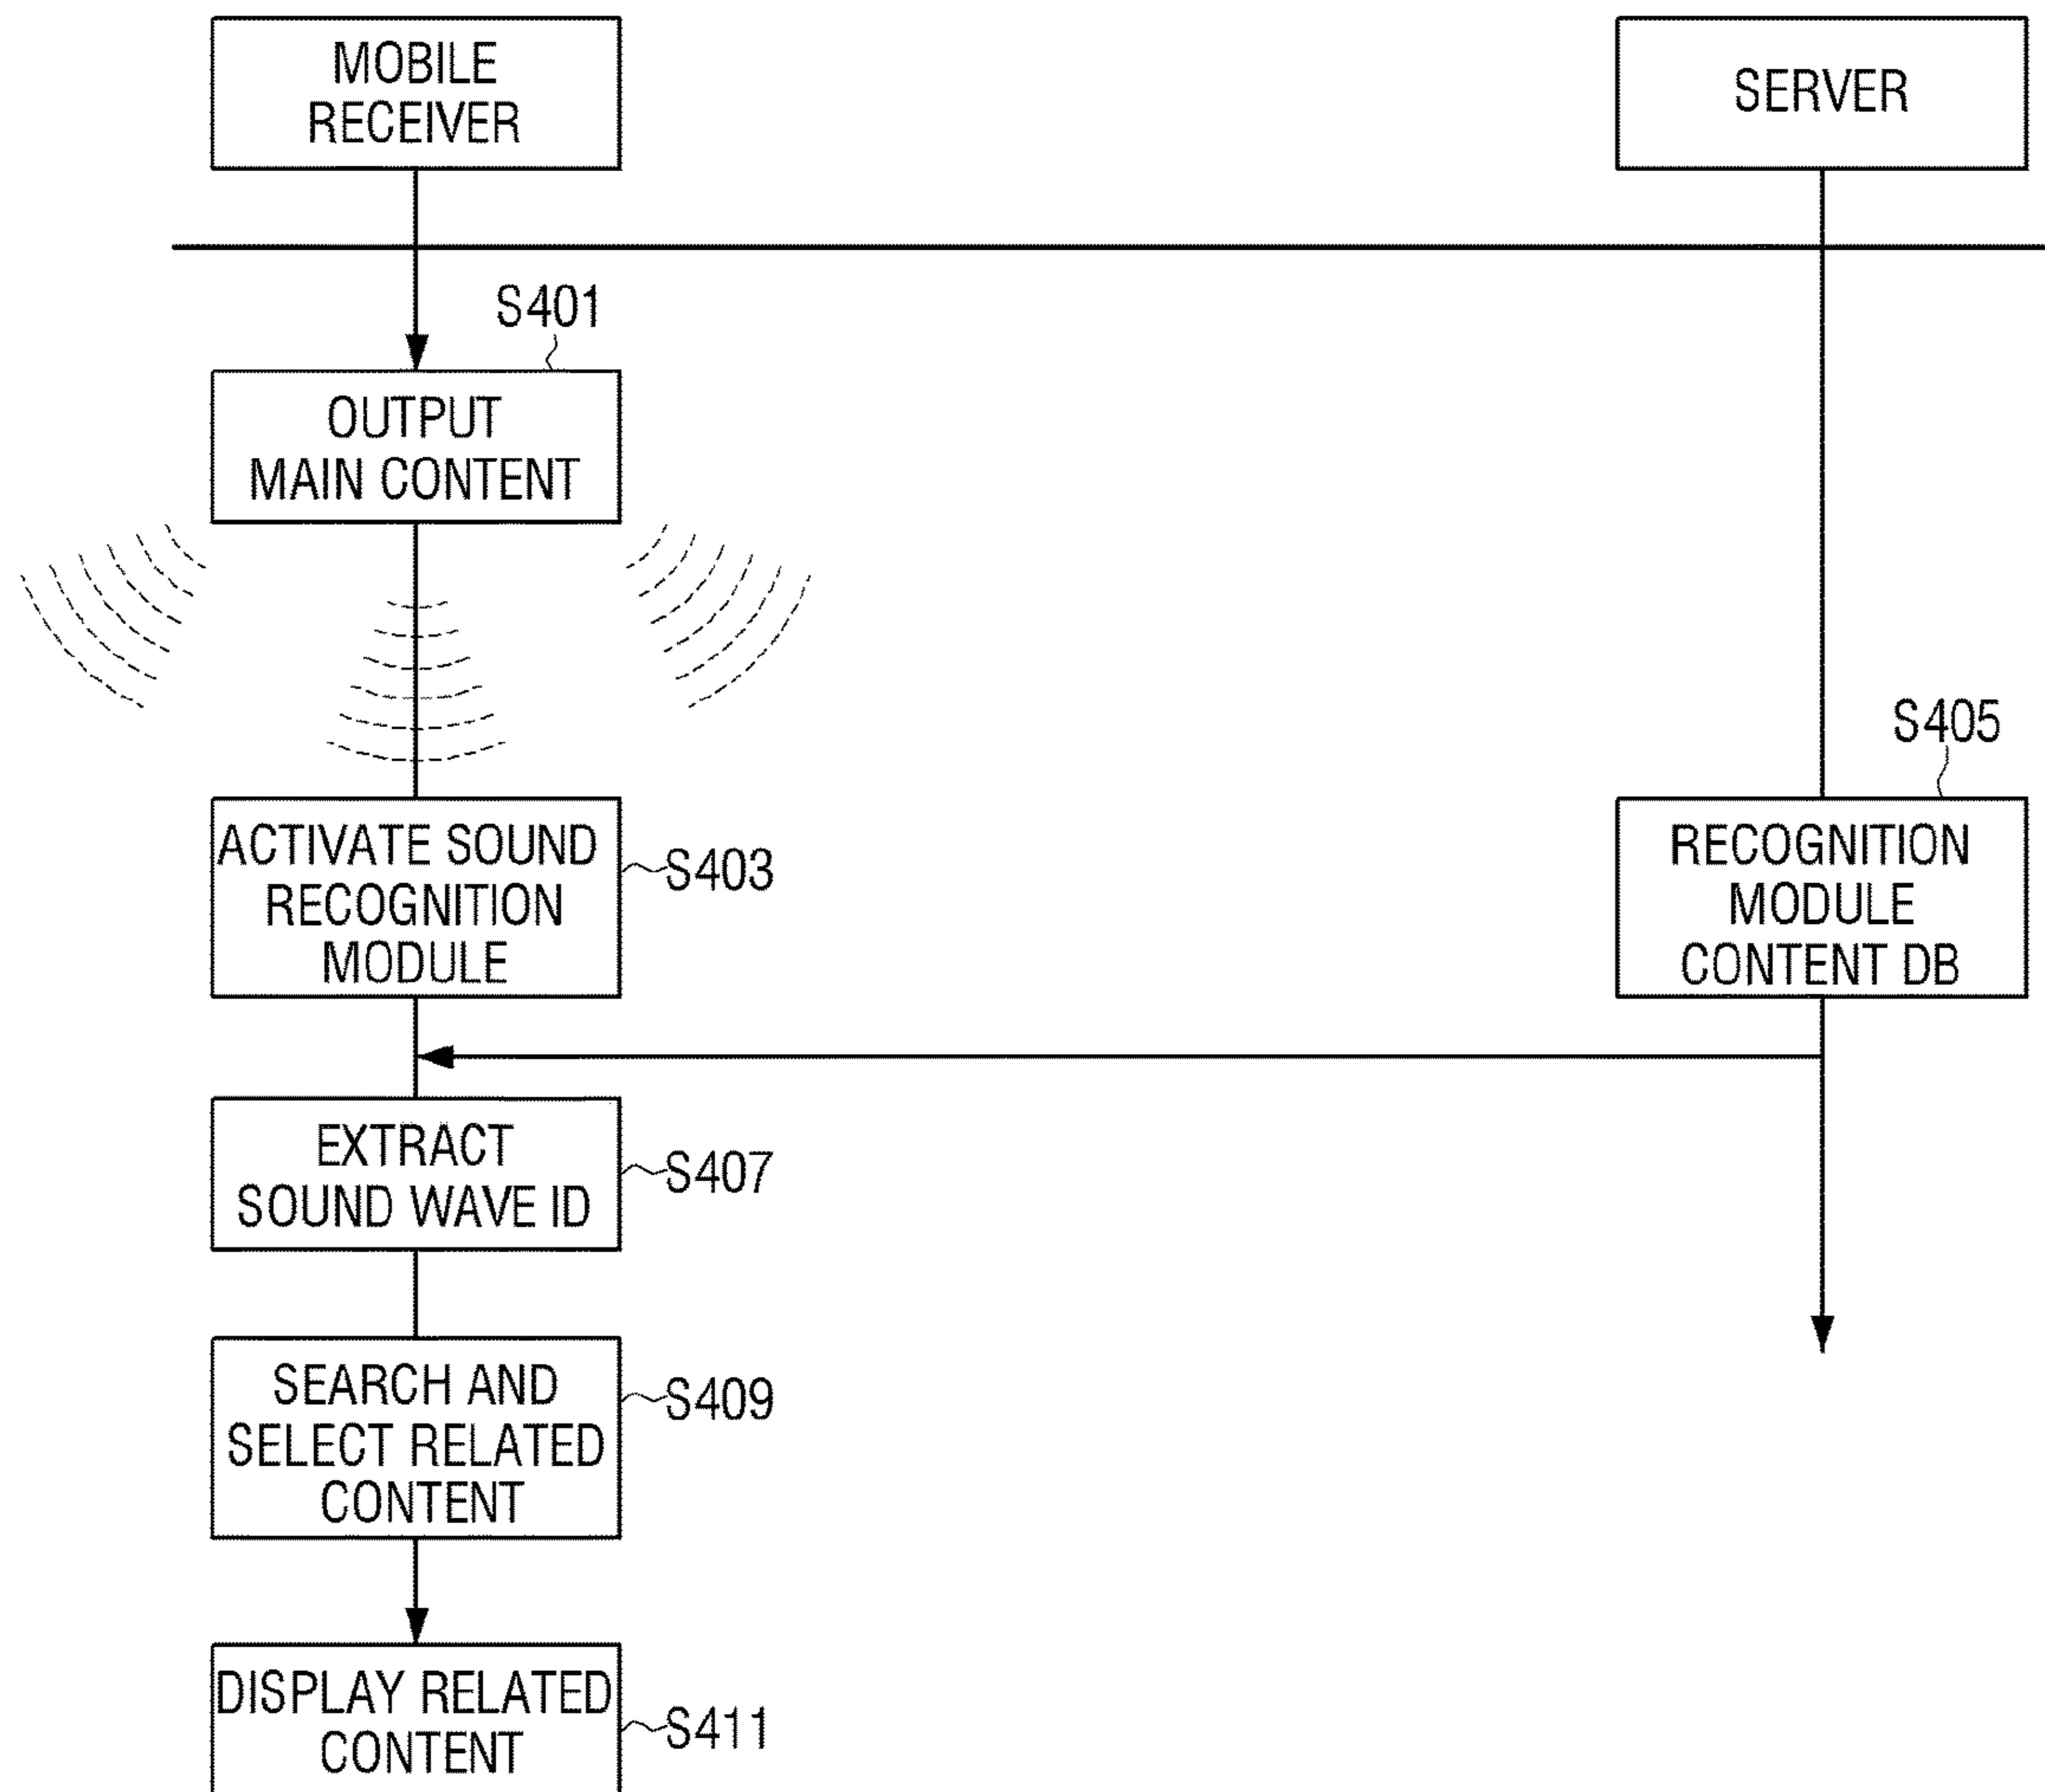 MOBILE
RECEIVER
SERVER
S401
OUTPUT
MAIN CONTENT
S405
ACTIVATE SOUND
RECOGNITION
MODULE
S403
RECOGNITION
MODULE
CONTENT DB
EXTRACT
SOUND WAVE ID
S407
SEARCH AND
SELECT RELATED
CONTENT
S409
DISPLAY RELATED
CONTENT
S411